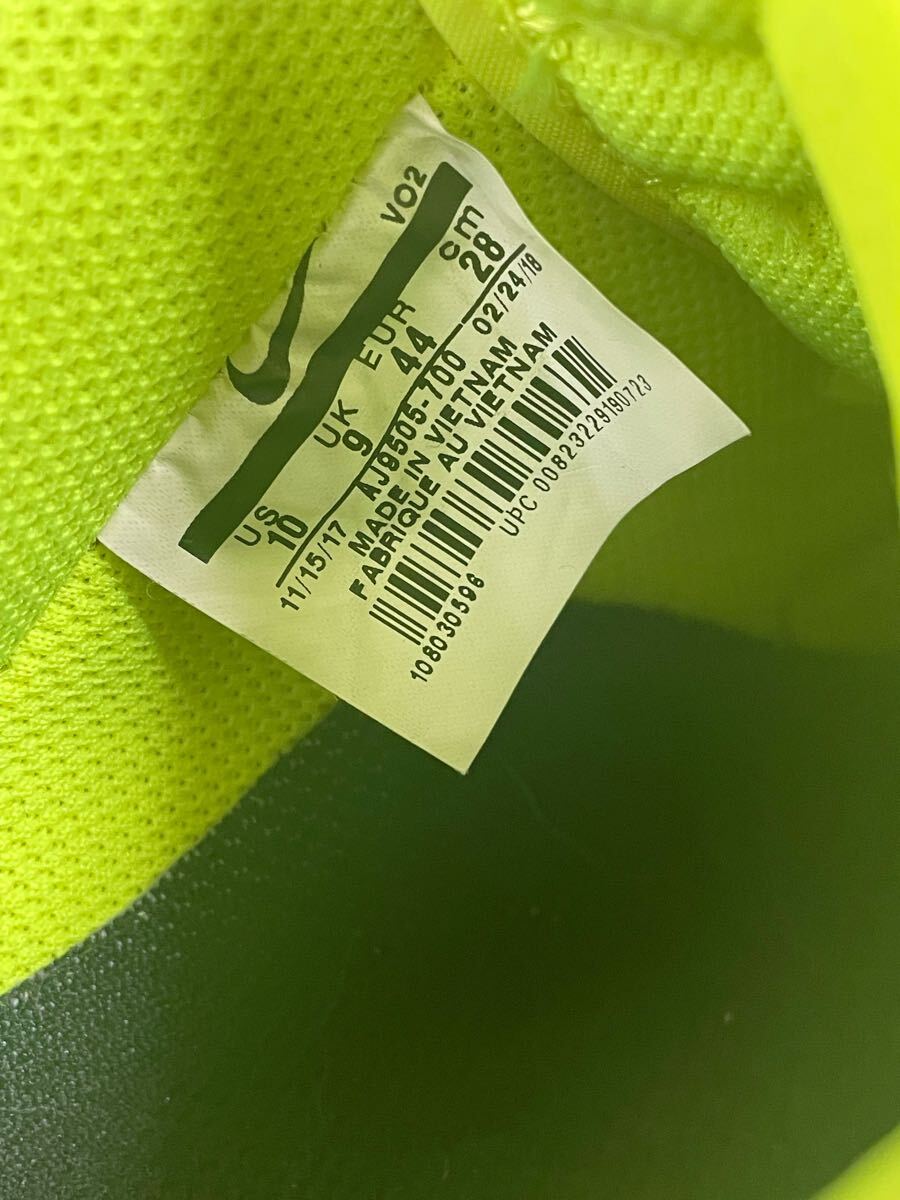 VO2
US UK EUR cm
10 9 44 28
11/15/17 AJ9505-700 02/24/18
MADE IN VIETNAM
FABRIQUE AU VIETNAM
108030596 UPC 00823229190723